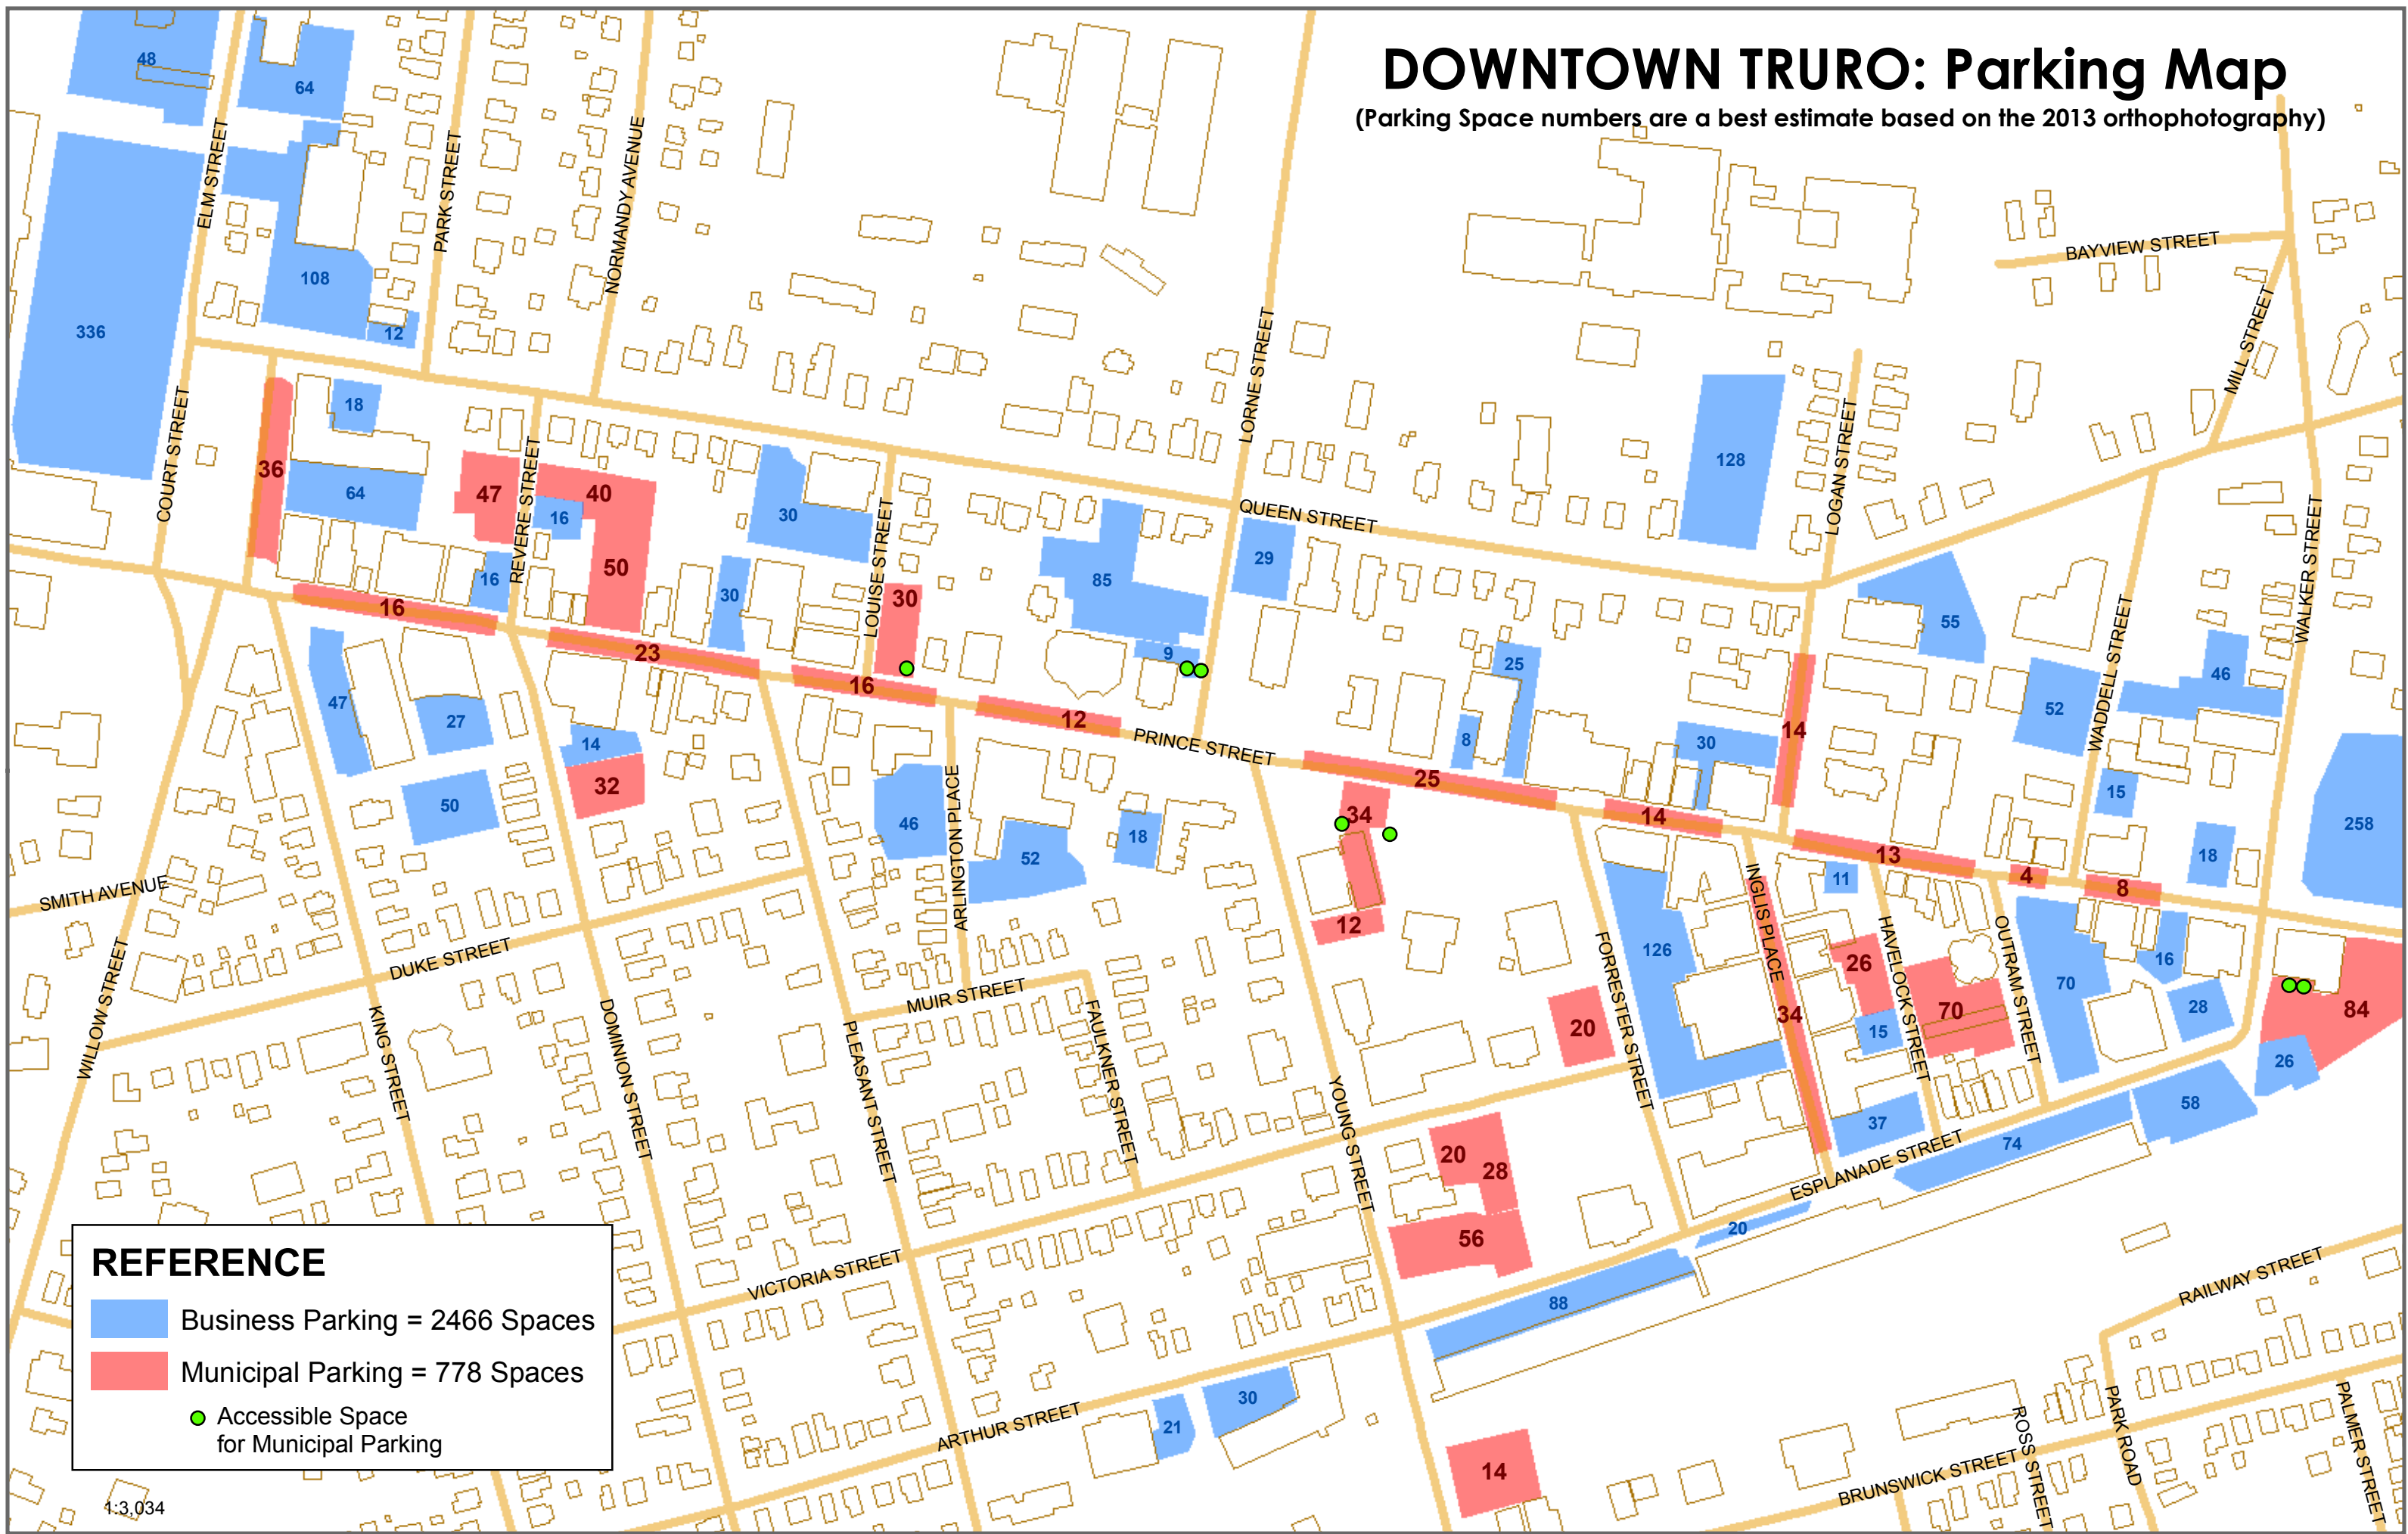 DOWNTOWN TRURO: Parking Map
(Parking Space numbers are a best estimate based on the 2013 orthophotography)
48
64
ELM STREET
PARK STREET
NORMANDY AVENUE
BAYVIEW STREET
108
336
12
MILL STREET
LORNE STREET
COURT STREET
18
36
64
47
REVERE STREET
40
16
50
16
30
30
LOUISE STREET
30
85
9
QUEEN STREET
29
128
LOGAN STREET
55
WADDELL STREET
WALKER STREET
46
52
15
18
258
16
23
16
12
PRINCE STREET
25
14
13
4
8
47
27
50
14
32
46
ARLINGTON PLACE
52
18
8
25
30
14
34
12
SMITH AVENUE
WILLOW STREET
DUKE STREET
KING STREET
DOMINION STREET
PLEASANT STREET
MUIR STREET
FAULKNER STREET
YOUNG STREET
20
FORRESTER STREET
126
INGLIS PLACE
34
11
26
15
HAVELOCK STREET
70
OUTRAM STREET
70
16
28
84
26
58
37
74
ESPLANADE STREET
20
20
28
56
88
VICTORIA STREET
ARTHUR STREET
21
30
14
RAILWAY STREET
BRUNSWICK STREET
ROSS STREET
PARK ROAD
PALMER STREET
REFERENCE
Business Parking = 2466 Spaces
Municipal Parking = 778 Spaces
Accessible Space
for Municipal Parking
1:3,034